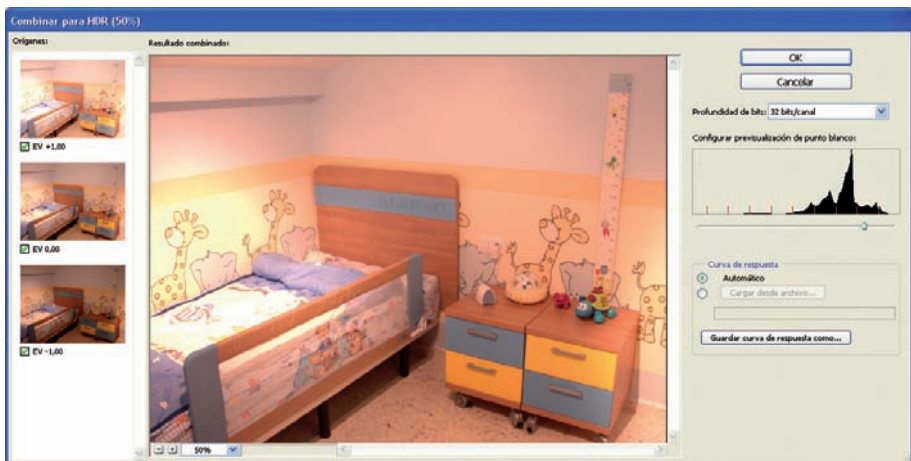 Combinar para HDR (50%)
Orígenes:
EV +1,00
EV 0,00
EV -1,00
Resultado combinado:
50%
OK
Cancelar
Profundidad de bits: 32 bits/canal
Configurar previsualización de punto blanco:
Curva de respuesta
Automático
Cargar desde archivo...
Guardar curva de respuesta como...